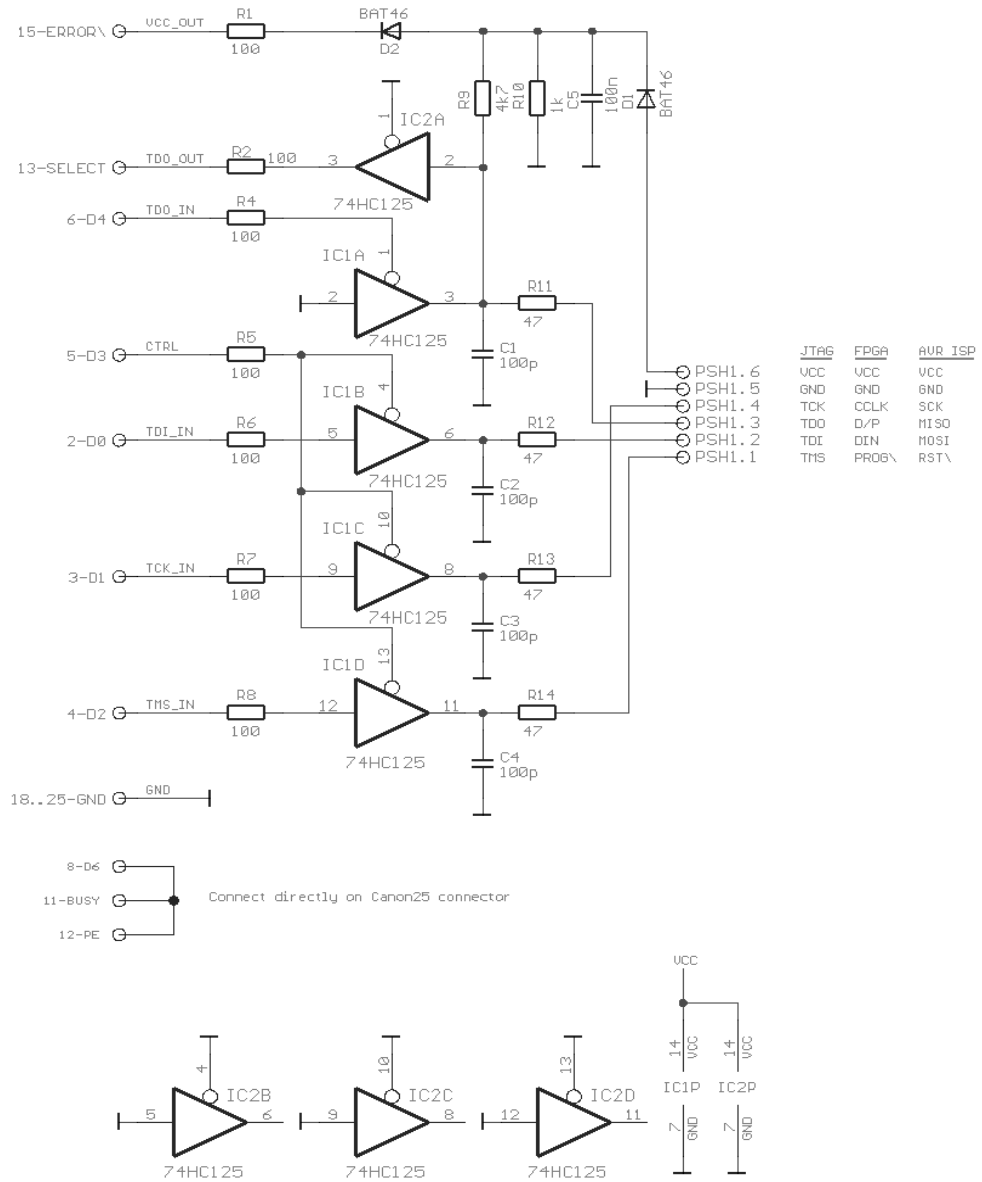 15-ERROR\ VCC_OUT R1 100 BAT46 D2
R9 4k7 R10 1k C5 100n D1 BAT46
1 IC2A
13-SELECT TDO_OUT R2 100 3 2 74HC125
6-D4 TDO_IN R4 100
1 IC1A 2 3 74HC125 R11 47
C1 100p
5-D3 CTRL R5 100
4 IC1B
2-D0 TDI_IN R6 100 5 6 74HC125 R12 47
C2 100p
10 IC1C
3-D1 TCK_IN R7 100 9 8 74HC125 R13 47
C3 100p
13 IC1D
4-D2 TMS_IN R8 100 12 11 74HC125 R14 47
C4 100p
JTAG FPGA AVR ISP
PSH1.6 VCC VCC VCC
PSH1.5 GND GND GND
PSH1.4 TCK CCLK SCK
PSH1.3 TDO D/P MISO
PSH1.2 TDI DIN MOSI
PSH1.1 TMS PROG\ RST\
18..25-GND GND
8-D6
11-BUSY Connect directly on Canon25 connector
12-PE
VCC
14 VCC 14 VCC
IC1P IC2P
7 GND 7 GND
4 IC2B 5 6 74HC125
10 IC2C 9 8 74HC125
13 IC2D 12 11 74HC125